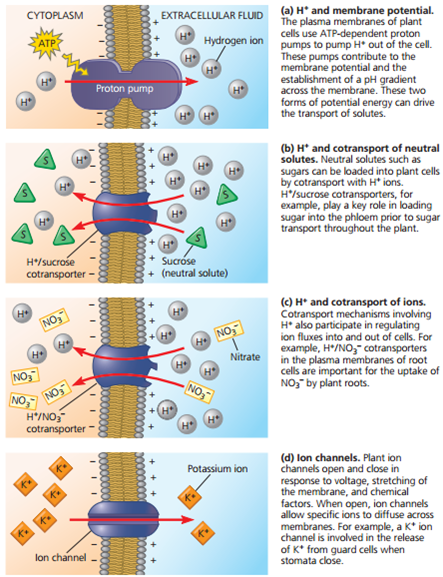 CYTOPLASM
EXTRACELLULAR FLUID
ATP
Hydrogen ion
H+
H+
H+
H+
H+
Proton pump
H+
H+
H+
H+
(a) H+ and membrane potential.
The plasma membranes of plant
cells use ATP-dependent proton
pumps to pump H+ out of the cell.
These pumps contribute to the
membrane potential and the
establishment of a pH gradient
across the membrane. These two
forms of potential energy can drive
the transport of solutes.
S
H+
H+
H+
H+
H+
S
S
H+
H+
S
H+
S
S
H+
H+
H+/sucrose
cotransporter
Sucrose
(neutral solute)
(b) H+ and cotransport of neutral
solutes. Neutral solutes such as
sugars can be loaded into plant cells
by cotransport with H+ ions.
H+/sucrose cotransporters, for
example, play a key role in loading
sugar into the phloem prior to sugar
transport throughout the plant.
H+
NO3−
H+
H+
NO3−
H+
H+
H+
H+
Nitrate
NO3−
NO3−
NO3−
NO3−
H+
H+
H+
H+
H+/NO3−
cotransporter
(c) H+ and cotransport of ions.
Cotransport mechanisms involving
H+ also participate in regulating
ion fluxes into and out of cells. For
example, H+/NO3− cotransporters
in the plasma membranes of root
cells are important for the uptake of
NO3− by plant roots.
K+
K+
K+
K+
K+
Potassium ion
K+
K+
Ion channel
(d) Ion channels. Plant ion
channels open and close in
response to voltage, stretching of
the membrane, and chemical
factors. When open, ion channels
allow specific ions to diffuse across
membranes. For example, a K+ ion
channel is involved in the release
of K+ from guard cells when
stomata close.